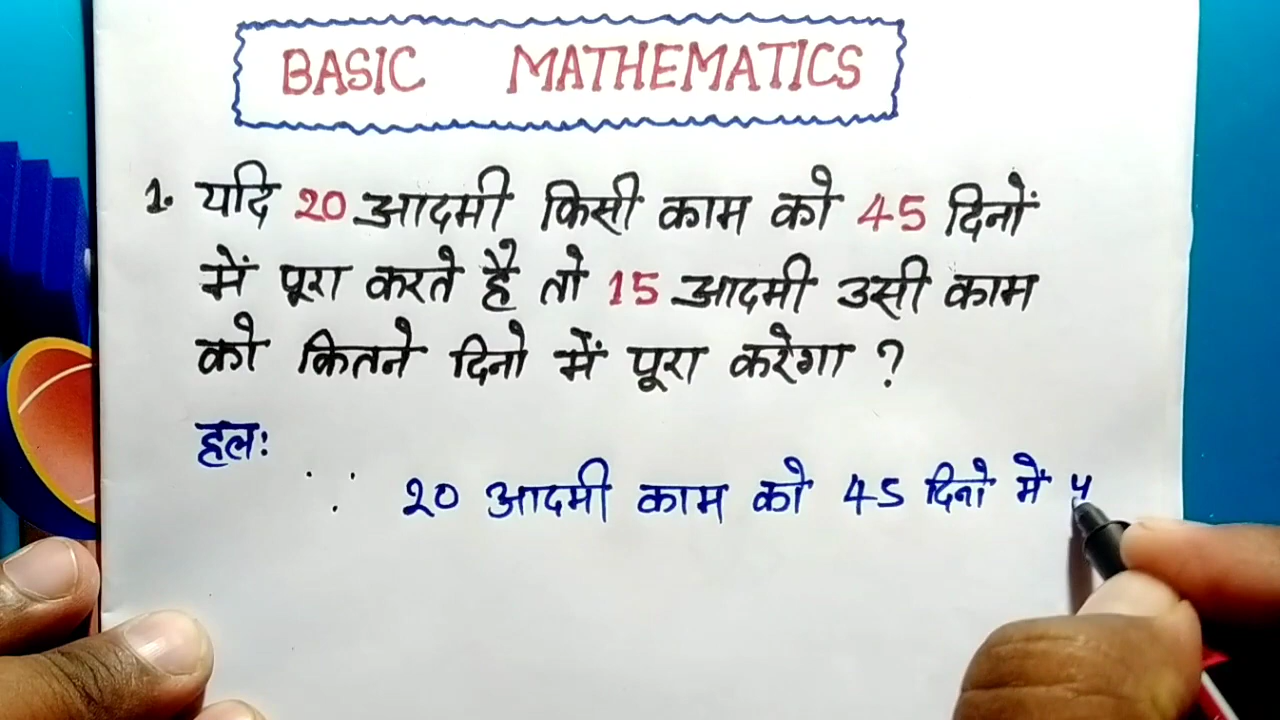 BASIC MATHEMATICS
1. यदि 20 आदमी किसी काम को 45 दिनों
में पूरा करते है तो 15 आदमी उसी काम
को कितने दिनो में पूरा करेगा ?
हल:
∵ 20 आदमी काम को 45 दिनो में प